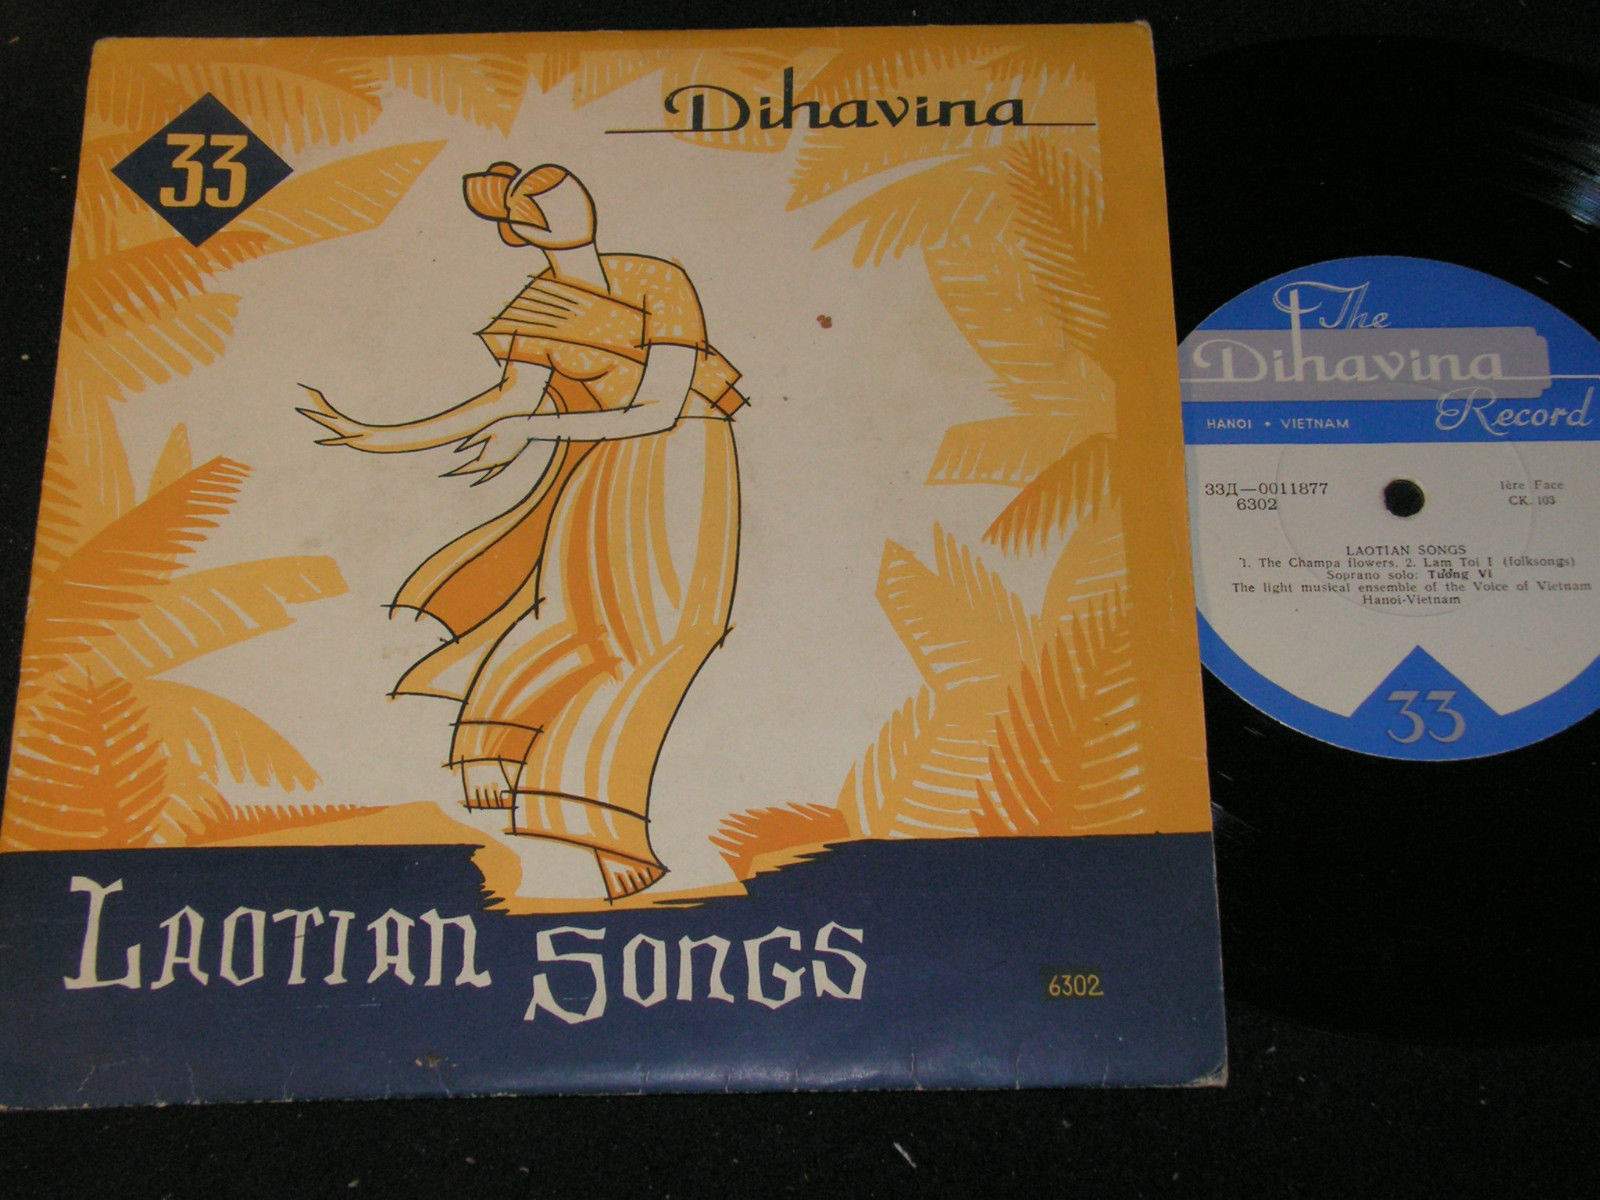 33
Dihavina
LAOTIAN SONGS
6302
The
Dihavina
Record
HANOI • VIETNAM
33Д—0011877
6302
1ère Face
CK. 103
LAOTIAN SONGS
1. The Champa flowers. 2. Lam Toi I (folksongs)
Soprano solo: Tường Vi
The light musical ensemble of the Voice of Vietnam
Hanoi-Vietnam
33